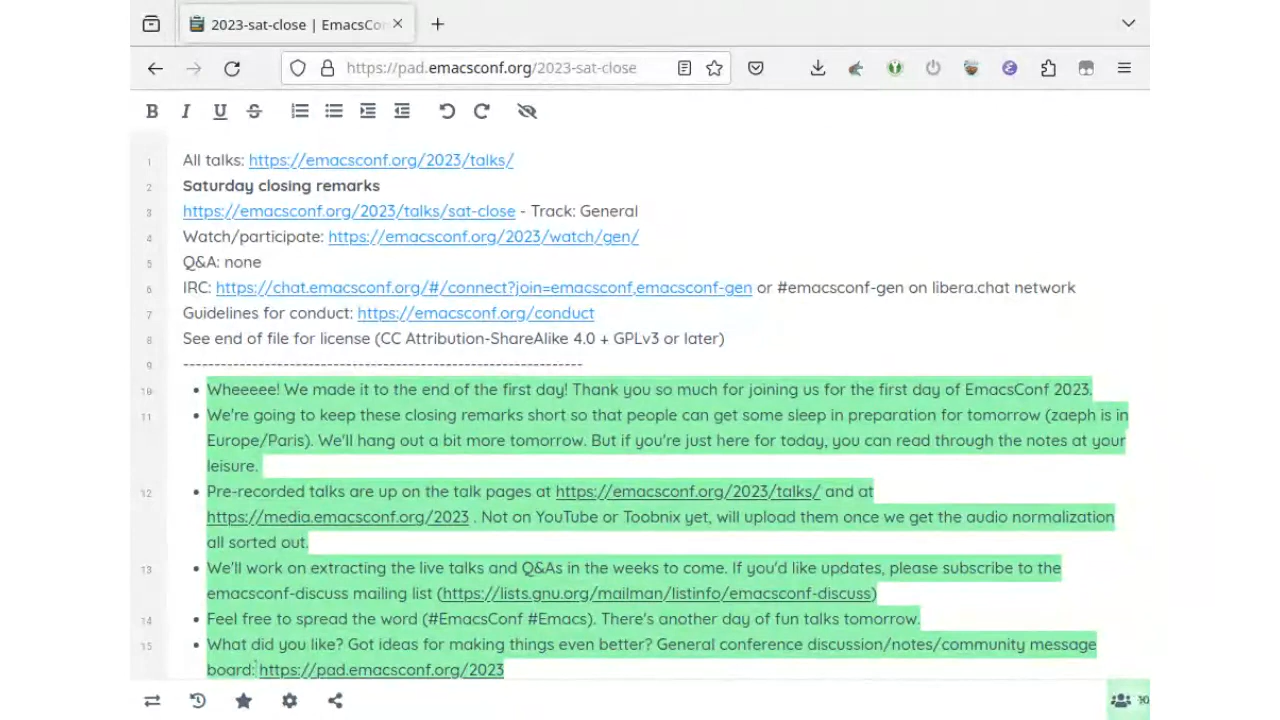 2023-sat-close | EmacsCo
https://pad.emacsconf.org/2023-sat-close
B I U S
1 All talks: https://emacsconf.org/2023/talks/
2 Saturday closing remarks
3 https://emacsconf.org/2023/talks/sat-close - Track: General
4 Watch/participate: https://emacsconf.org/2023/watch/gen/
5 Q&A: none
6 IRC: https://chat.emacsconf.org/#/connect?join=emacsconf,emacsconf-gen or #emacsconf-gen on libera.chat network
7 Guidelines for conduct: https://emacsconf.org/conduct
8 See end of file for license (CC Attribution-ShareAlike 4.0 + GPLv3 or later)
9 ----------------------------------------------------------------
10 • Wheeeee! We made it to the end of the first day! Thank you so much for joining us for the first day of EmacsConf 2023.
11 • We're going to keep these closing remarks short so that people can get some sleep in preparation for tomorrow (zaeph is in
Europe/Paris). We'll hang out a bit more tomorrow. But if you're just here for today, you can read through the notes at your
leisure.
12 • Pre-recorded talks are up on the talk pages at https://emacsconf.org/2023/talks/ and at
https://media.emacsconf.org/2023 . Not on YouTube or Toobnix yet, will upload them once we get the audio normalization
all sorted out.
13 • We'll work on extracting the live talks and Q&As in the weeks to come. If you'd like updates, please subscribe to the
emacsconf-discuss mailing list (https://lists.gnu.org/mailman/listinfo/emacsconf-discuss)
14 • Feel free to spread the word (#EmacsConf #Emacs). There's another day of fun talks tomorrow.
15 • What did you like? Got ideas for making things even better? General conference discussion/notes/community message
board: https://pad.emacsconf.org/2023